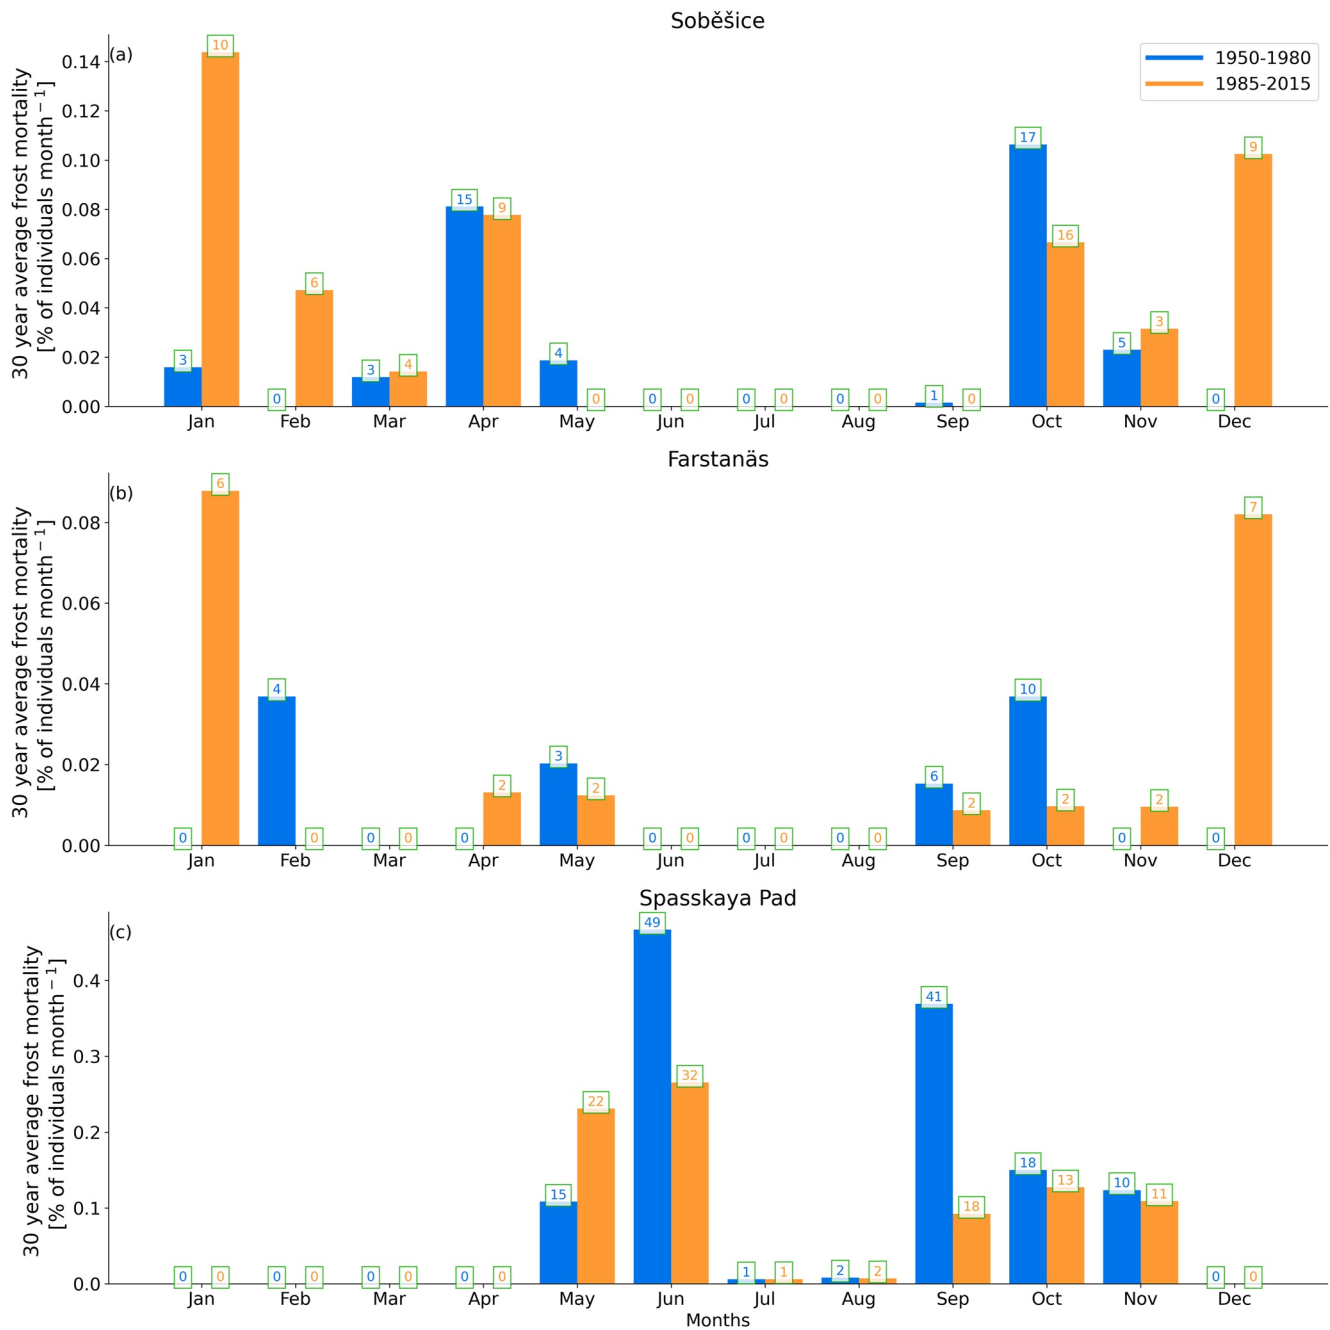 Soběšice
(a)
1950-1980
1985-2015
30 year average frost mortality
[% of individuals month⁻¹]
0.14
0.12
0.10
0.08
0.06
0.04
0.02
0.00
3 10 0 6 3 4 15 9 4 0 0 0 0 0 0 0 1 0 17 16 5 3 0 9
Jan Feb Mar Apr May Jun Jul Aug Sep Oct Nov Dec
Farstanäs
(b)
30 year average frost mortality
[% of individuals month⁻¹]
0.08
0.06
0.04
0.02
0.00
0 6 4 0 0 0 0 2 3 2 0 0 0 0 0 0 6 2 10 2 0 2 0 7
Jan Feb Mar Apr May Jun Jul Aug Sep Oct Nov Dec
Spasskaya Pad
(c)
30 year average frost mortality
[% of individuals month⁻¹]
0.4
0.3
0.2
0.1
0.0
0 0 0 0 0 0 0 0 15 22 49 32 1 1 2 2 41 18 18 13 10 11 0 0
Jan Feb Mar Apr May Jun Jul Aug Sep Oct Nov Dec
Months